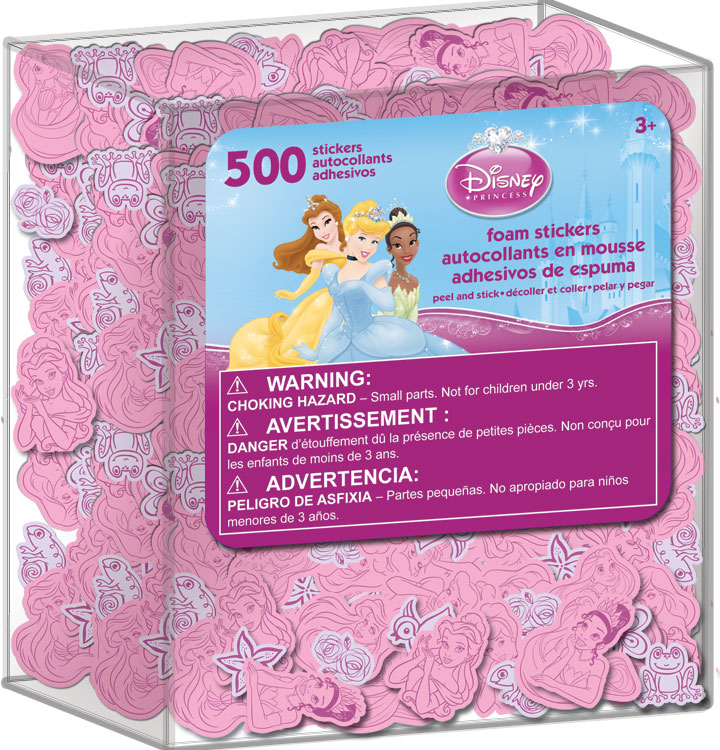 500 stickers
autocollants
adhesivos
3+
Disney
PRINCESS
foam stickers
autocollants en mousse
adhesivos de espuma
peel and stick • décoller et coller • pelar y pegar
WARNING:
CHOKING HAZARD – Small parts. Not for children under 3 yrs.
AVERTISSEMENT :
DANGER d'étouffement dû la présence de petites pièces. Non conçu pour
les enfants de moins de 3 ans.
ADVERTENCIA:
PELIGRO DE ASFIXIA – Partes pequeñas. No apropiado para niños
menores de 3 años.